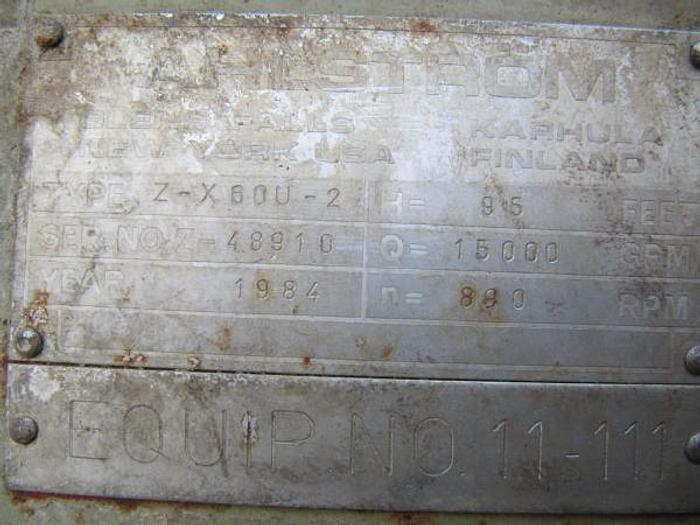 AHLSTROM
GLENS FALLS KARHULA
NEW YORK USA FINLAND
TYPE Z-X60U-2 H= 95 FEET
SER.NO. Z-48910 Q= 15000 GPM
YEAR 1984 n= 880 RPM
EQUIP.NO. 11-111